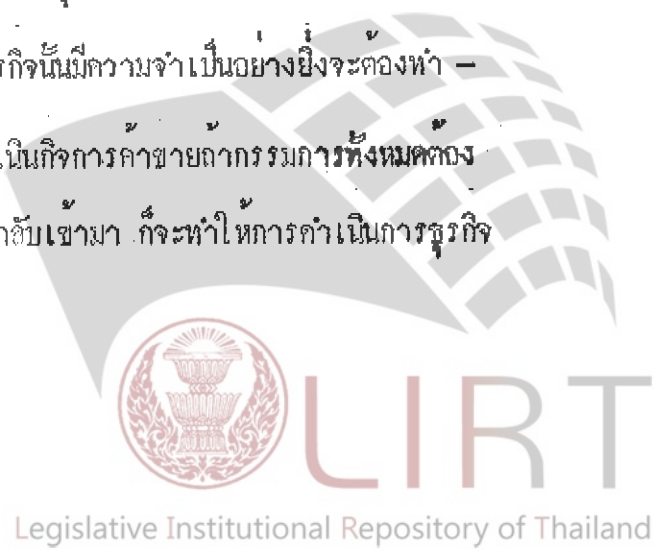 รกิจนั้นมีความจำเป็นอย่างยิ่งจะต้องทำ –
เนินกิจการค้าขายถ้ากรรมการทั้งหมดต้อง
เข้ามา ก็จะทำให้การดำเนินการธุรกิจ
LIRT
Legislative Institutional Repository of Thailand